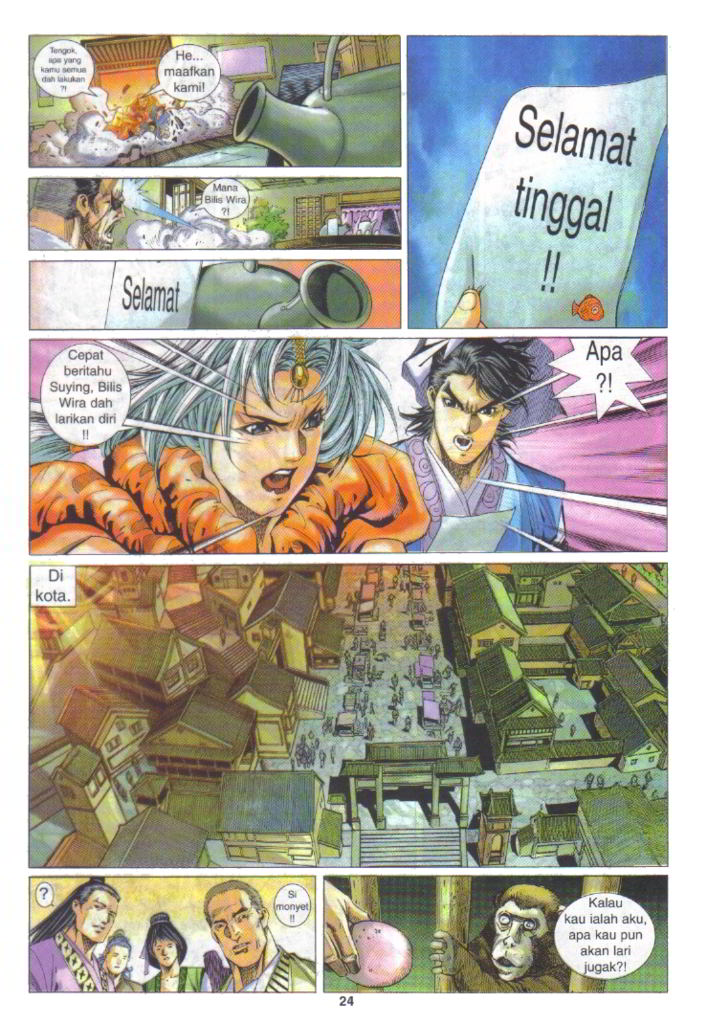 Tengok,
apa yang
kamu semua
dah lakukan
?!
He...
maafkan
kami!
Mana
Bilis Wira
?!
Selamat
Selamat
tinggal
!!
Cepat
beritahu
Suying, Bilis
Wira dah
larikan diri
!!
Apa
?!
Di
kota.
?
Si
monyet
!!
Kalau
kau ialah aku,
apa kau pun
akan lari
jugak?!
24